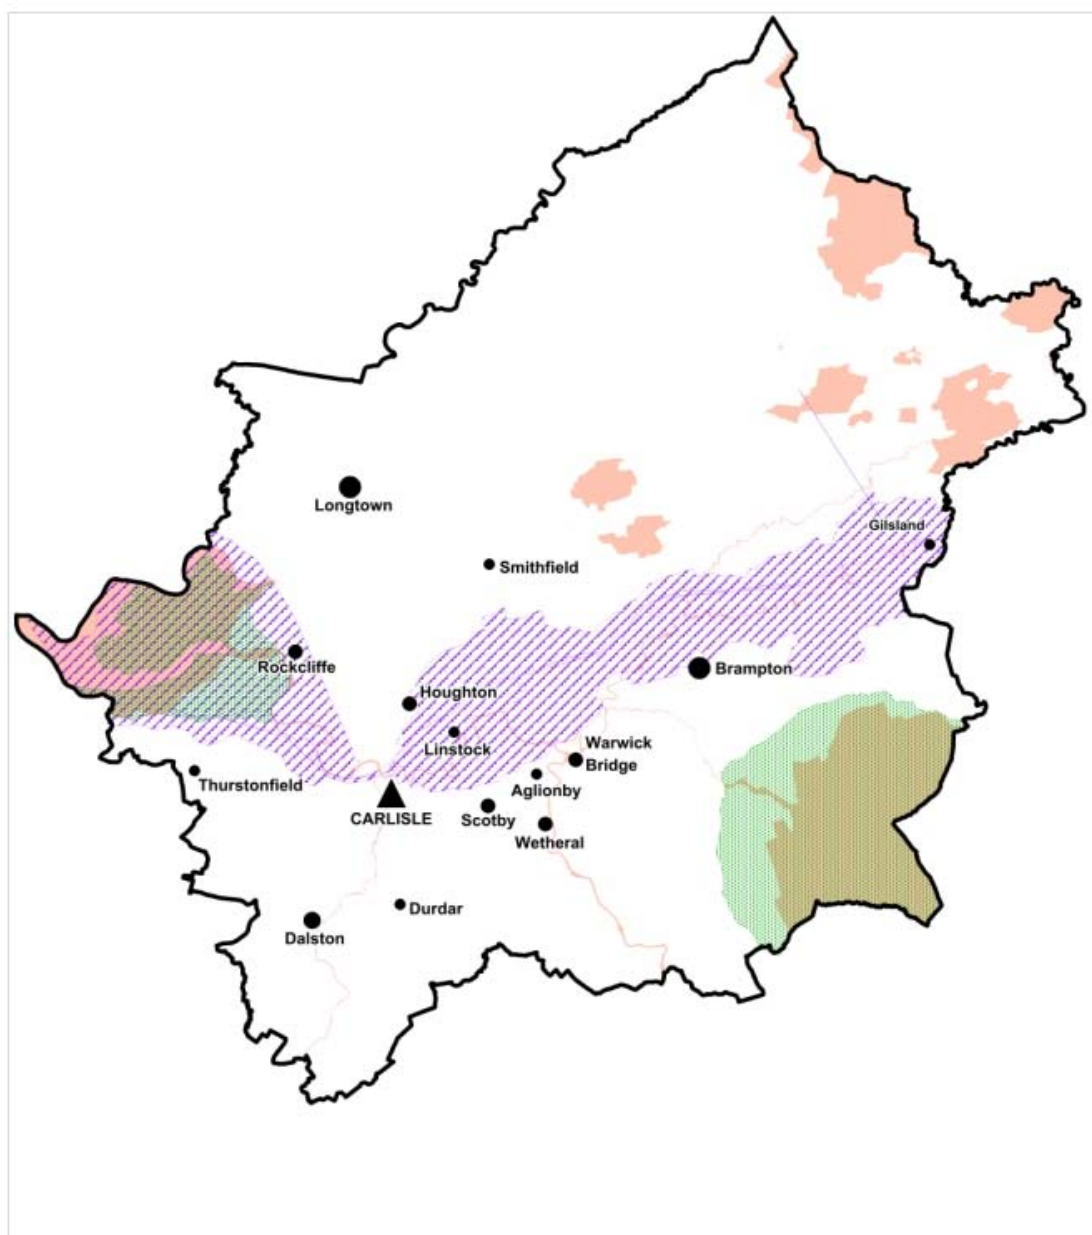 Longtown
Gilsland
Smithfield
Rockcliffe
Brampton
Houghton
Linstock
Warwick
Bridge
Thurstonfield
Aglionby
CARLISLE
Scotby
Wetheral
Durdar
Dalston